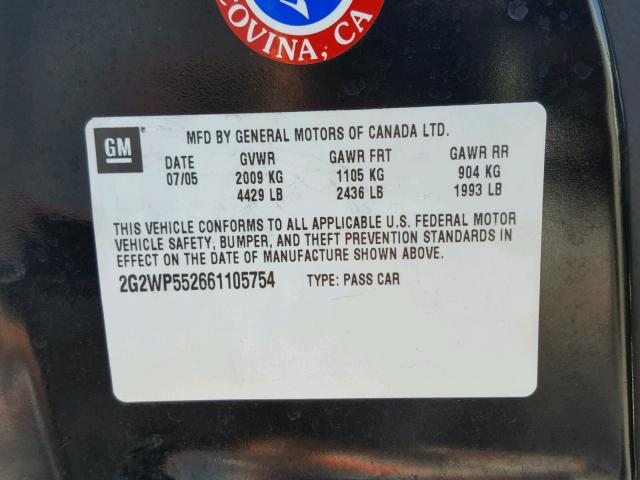 COVINA, CA
GM
MFD BY GENERAL MOTORS OF CANADA LTD.
DATE GVWR GAWR FRT GAWR RR
07/05 2009 KG 1105 KG 904 KG
4429 LB 2436 LB 1993 LB
THIS VEHICLE CONFORMS TO ALL APPLICABLE U.S. FEDERAL MOTOR
VEHICLE SAFETY, BUMPER, AND THEFT PREVENTION STANDARDS IN
EFFECT ON THE DATE OF MANUFACTURE SHOWN ABOVE.
2G2WP552661105754 TYPE: PASS CAR